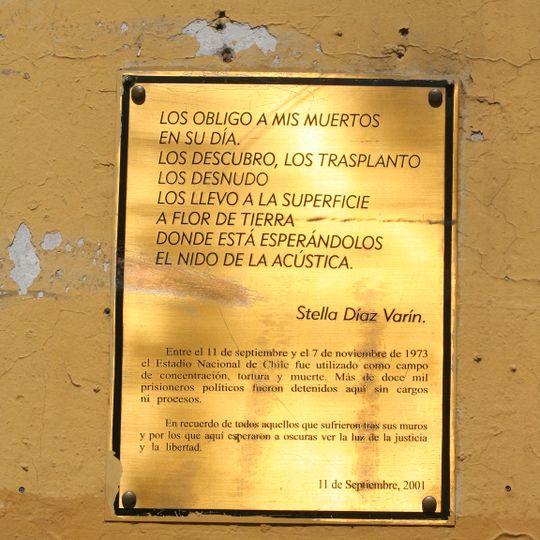 LOS OBLIGO A MIS MUERTOS
EN SU DÍA.
LOS DESCUBRO, LOS TRASPLANTO
LOS DESNUDO
LOS LLEVO A LA SUPERFICIE
A FLOR DE TIERRA
DONDE ESTÁ ESPERÁNDOLOS
EL NIDO DE LA ACÚSTICA.
Stella Díaz Varín.
Entre el 11 de septiembre y el 7 de noviembre de 1973
el Estadio Nacional de Chile fue utilizado como campo
de concentración, tortura y muerte. Más de doce mil
prisioneros políticos fueron detenidos aquí sin cargos
ni procesos.
En recuerdo de todos aquellos que sufrieron tras sus muros
y por los que aquí esperaron a oscuras ver la luz de la justicia
y la libertad.
11 de Septiembre, 2001